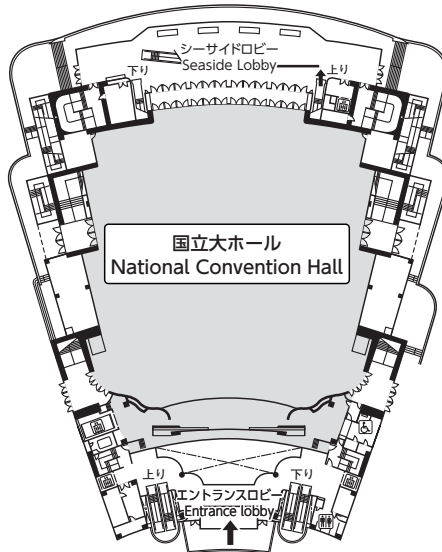 シーサイドロビー
下り
Seaside Lobby
上り
国立大ホール
National Convention Hall
上り
下り
エントランスロビー
Entrance lobby